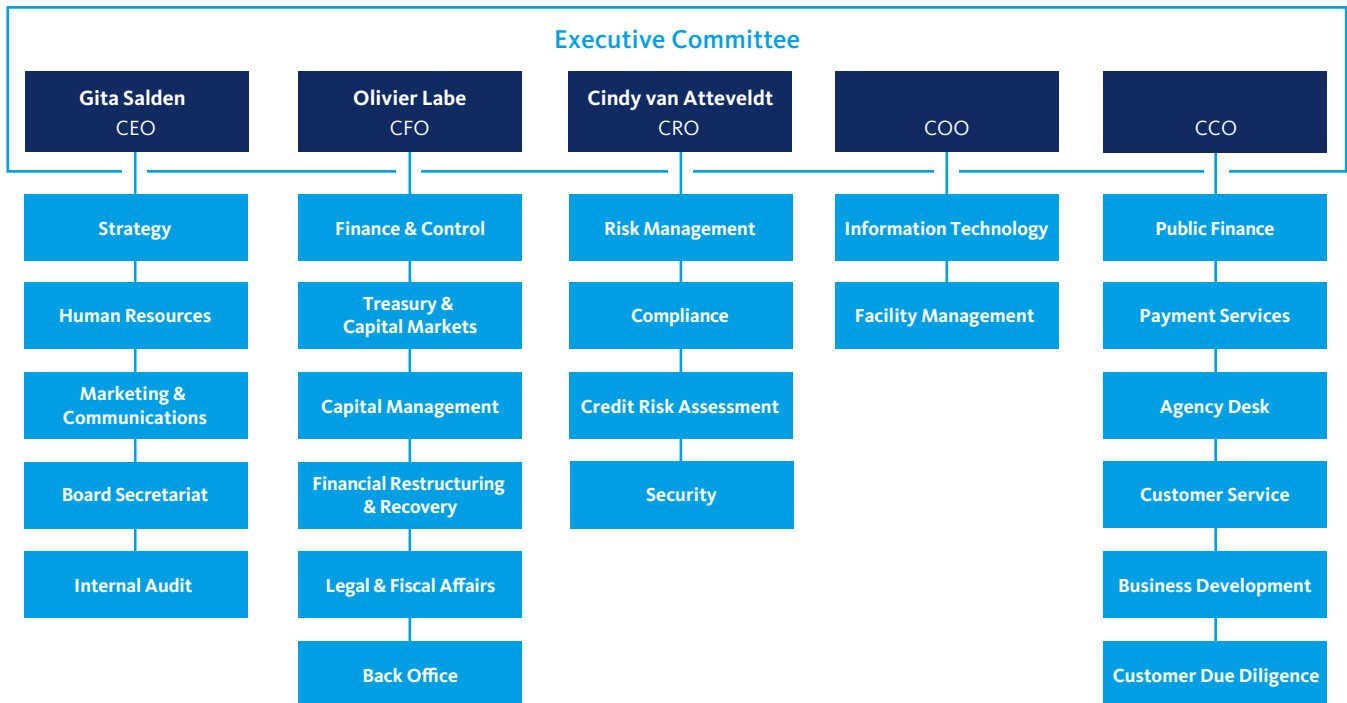 Executive Committee
Gita Salden
CEO
Olivier Labe
CFO
Cindy van Atteveldt
CRO
COO
CCO
Strategy
Human Resources
Marketing &
Communications
Board Secretariat
Internal Audit
Finance & Control
Treasury &
Capital Markets
Capital Management
Financial Restructuring
& Recovery
Legal & Fiscal Affairs
Back Office
Risk Management
Compliance
Credit Risk Assessment
Security
Information Technology
Facility Management
Public Finance
Payment Services
Agency Desk
Customer Service
Business Development
Customer Due Diligence